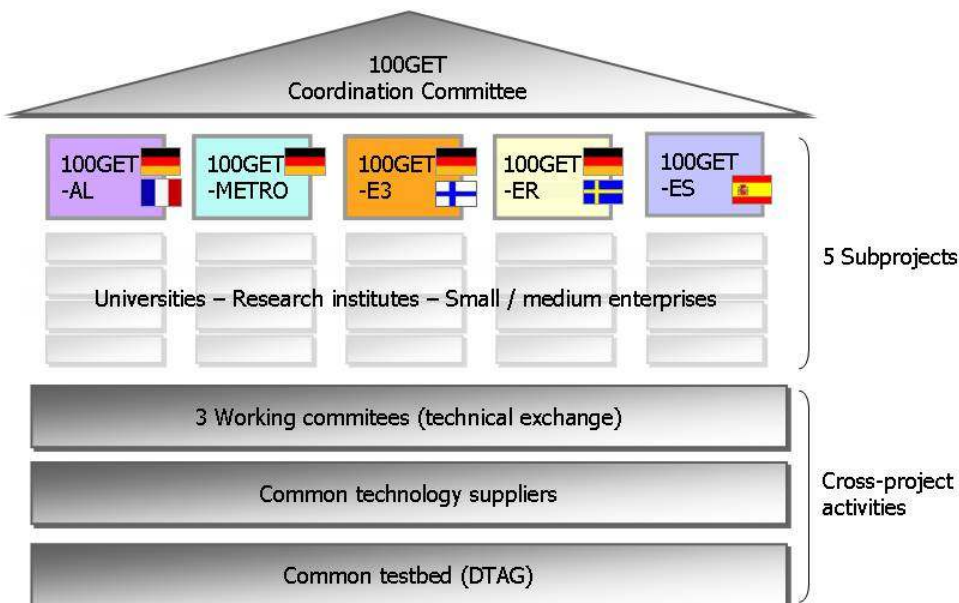 100GET
Coordination Committee
100GET
-AL
100GET
-METRO
100GET
-E3
100GET
-ER
100GET
-ES
5 Subprojects
Universities – Research institutes – Small / medium enterprises
3 Working commitees (technical exchange)
Common technology suppliers
Cross-project
activities
Common testbed (DTAG)